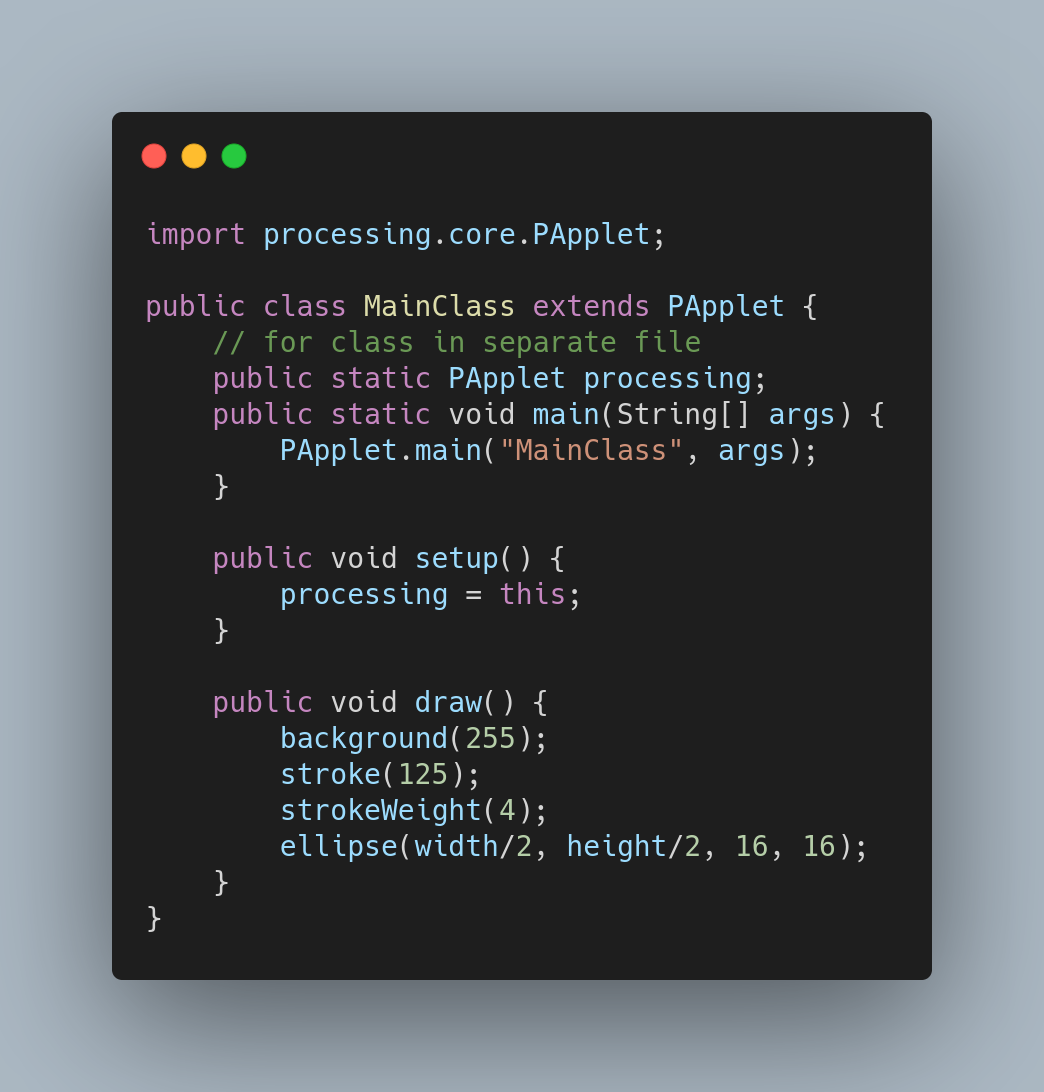 import processing.core.PApplet;

public class MainClass extends PApplet {
    // for class in separate file
    public static PApplet processing;
    public static void main(String[] args) {
        PApplet.main("MainClass", args);
    }

    public void setup() {
        processing = this;
    }

    public void draw() {
        background(255);
        stroke(125);
        strokeWeight(4);
        ellipse(width/2, height/2, 16, 16);
    }
}